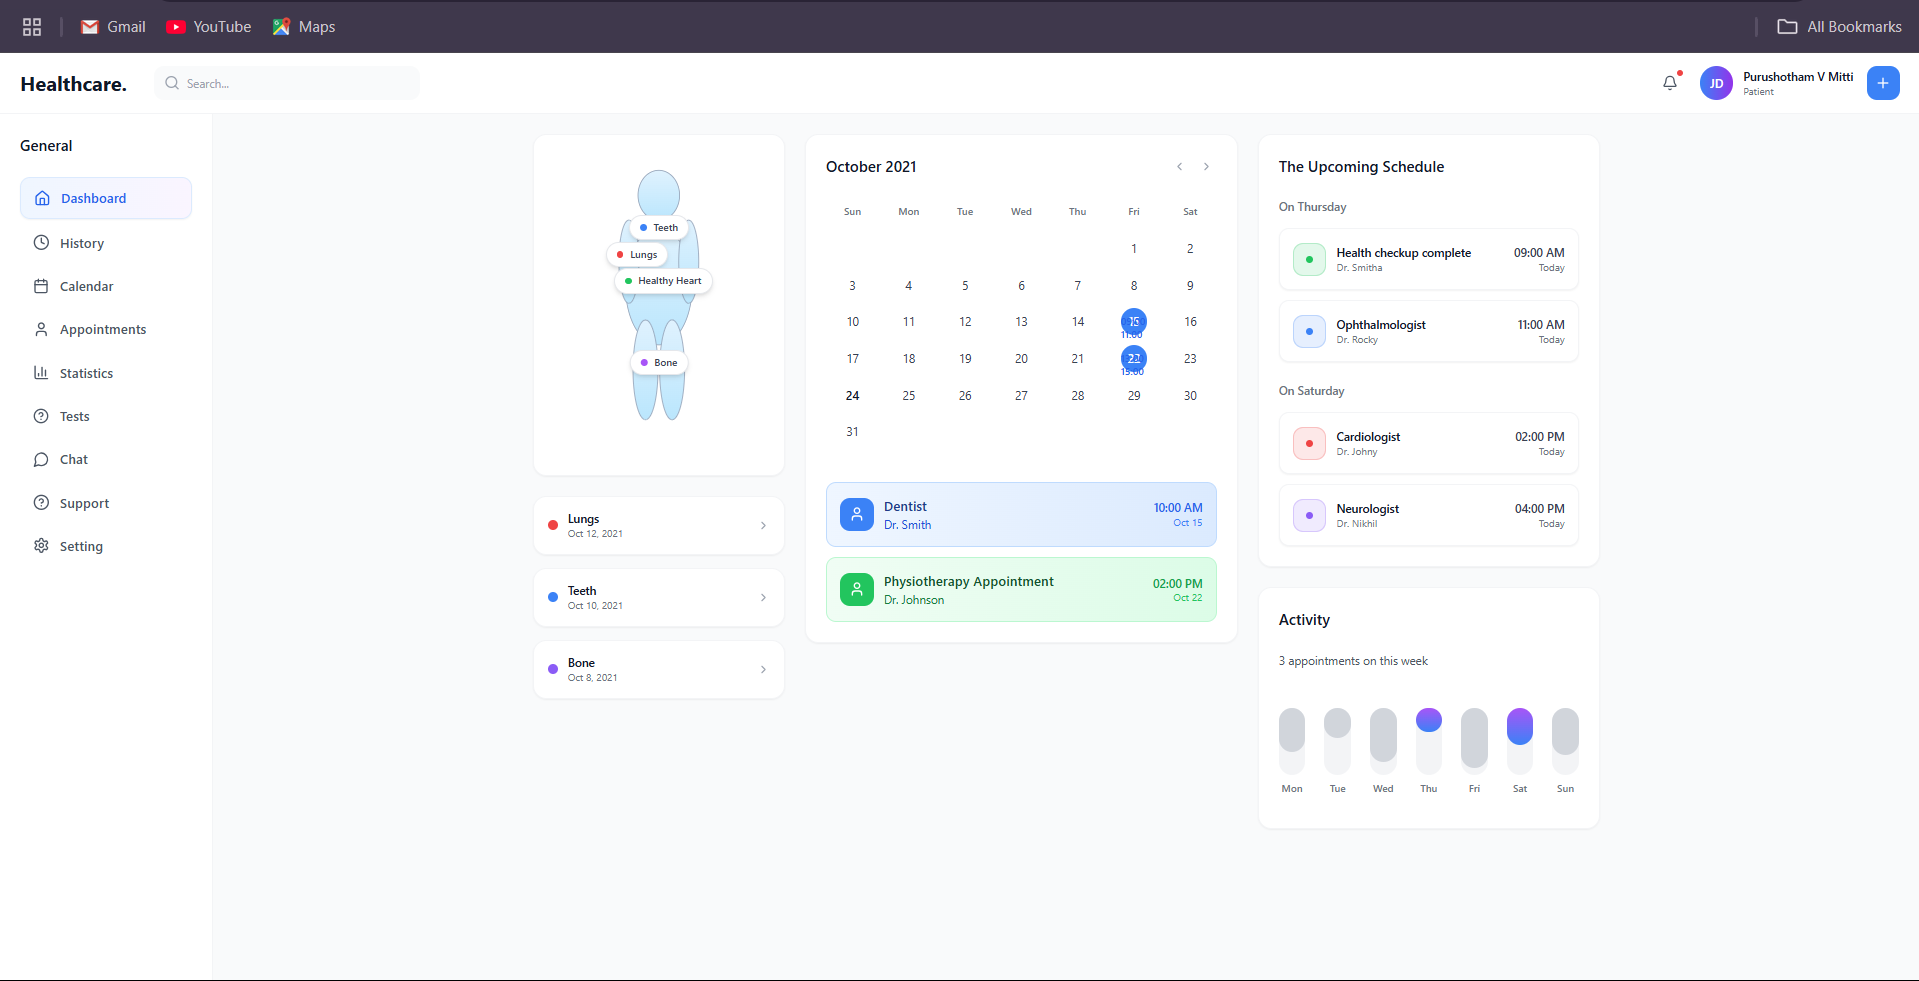 Gmail
YouTube
Maps
All Bookmarks
Healthcare.
Search...
JD
Purushotham V Mitti
Patient
General
Dashboard
History
Calendar
Appointments
Statistics
Tests
Chat
Support
Setting
Teeth
Lungs
Healthy Heart
Bone
Lungs
Oct 12, 2021
Teeth
Oct 10, 2021
Bone
Oct 8, 2021
October 2021
Sun Mon Tue Wed Thu Fri Sat
1 2
3 4 5 6 7 8 9
10 11 12 13 14 15 16
11:00
17 18 19 20 21 22 23
15:00
24 25 26 27 28 29 30
31
Dentist 10:00 AM
Dr. Smith Oct 15
Physiotherapy Appointment 02:00 PM
Dr. Johnson Oct 22
The Upcoming Schedule
On Thursday
Health checkup complete 09:00 AM
Dr. Smitha Today
Ophthalmologist 11:00 AM
Dr. Rocky Today
On Saturday
Cardiologist 02:00 PM
Dr. Johny Today
Neurologist 04:00 PM
Dr. Nikhil Today
Activity
3 appointments on this week
Mon Tue Wed Thu Fri Sat Sun